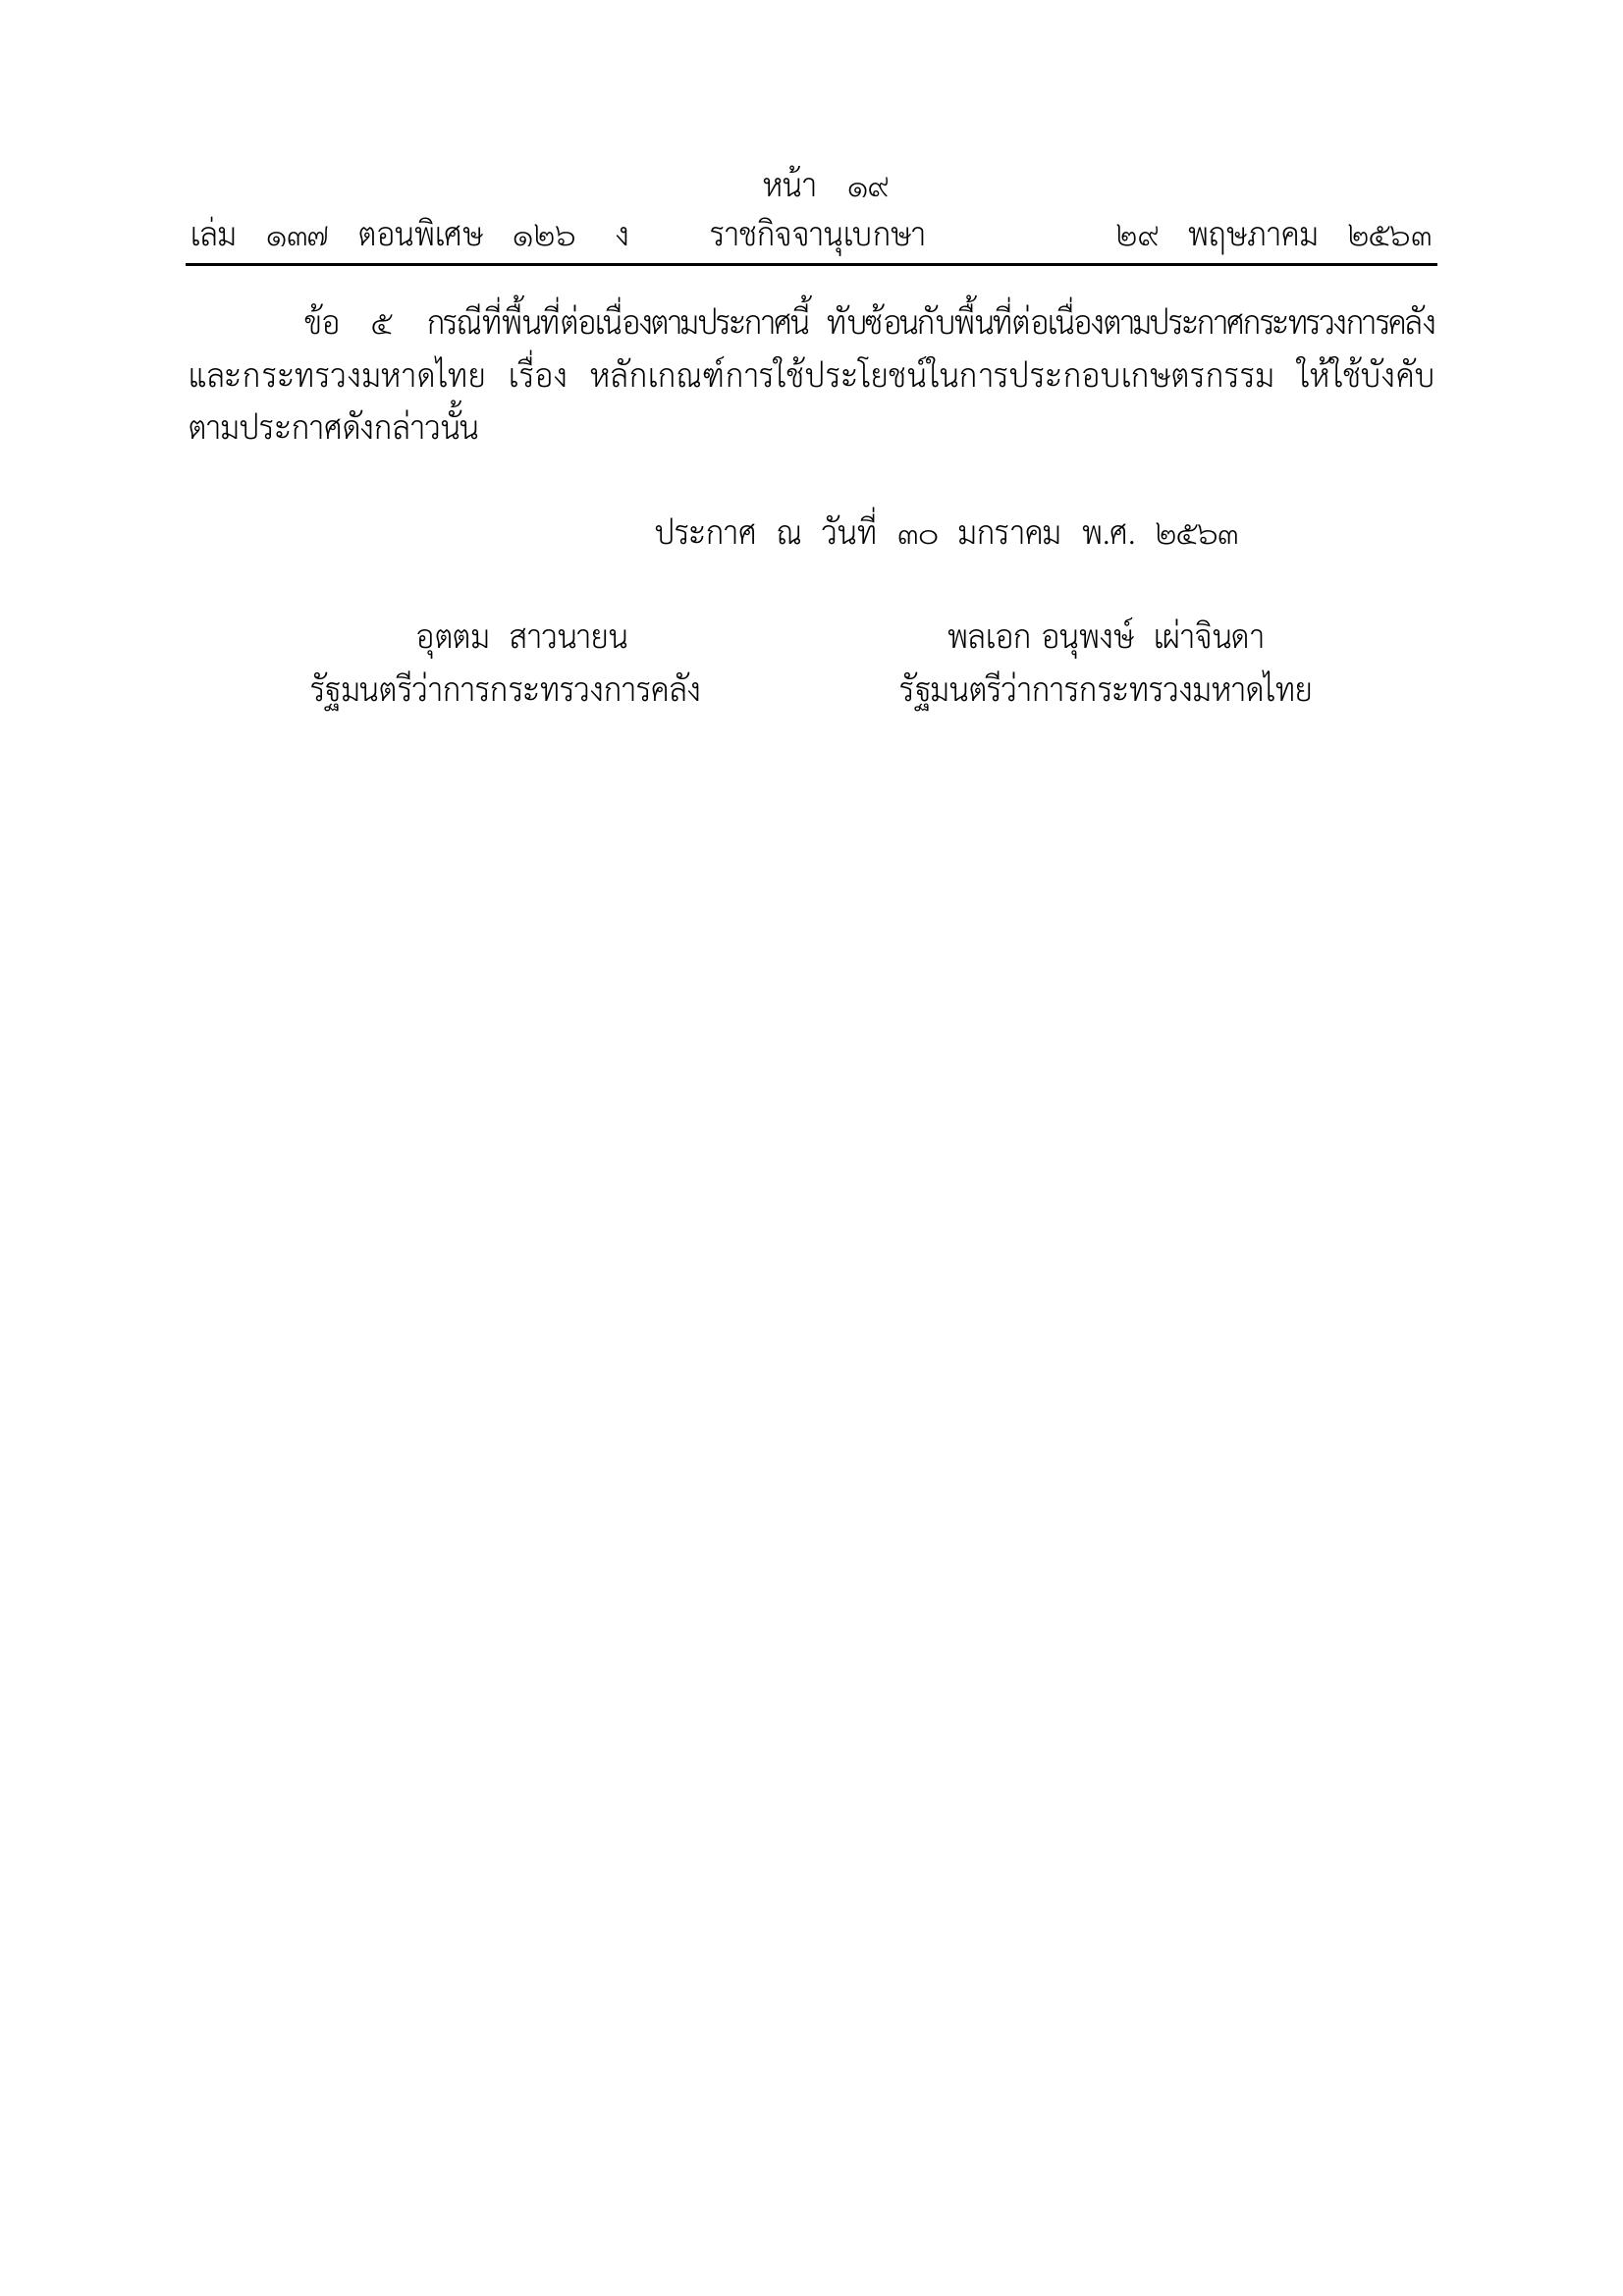 หน้า ๑๙
เล่ม ๑๓๗ ตอนพิเศษ ๑๒๖ ง ราชกิจจานุเบกษา ๒๙ พฤษภาคม ๒๕๖๓
ข้อ ๕ กรณีที่พื้นที่ต่อเนื่องตามประกาศนี้ ทับซ้อนกับพื้นที่ต่อเนื่องตามประกาศกระทรวงการคลัง
และกระทรวงมหาดไทย เรื่อง หลักเกณฑ์การใช้ประโยชน์ในการประกอบเกษตรกรรม ให้ใช้บังคับ
ตามประกาศดังกล่าวนั้น
ประกาศ ณ วันที่ ๓๐ มกราคม พ.ศ. ๒๕๖๓
อุตตม สาวนายน พลเอก อนุพงษ์ เผ่าจินดา
รัฐมนตรีว่าการกระทรวงการคลัง รัฐมนตรีว่าการกระทรวงมหาดไทย